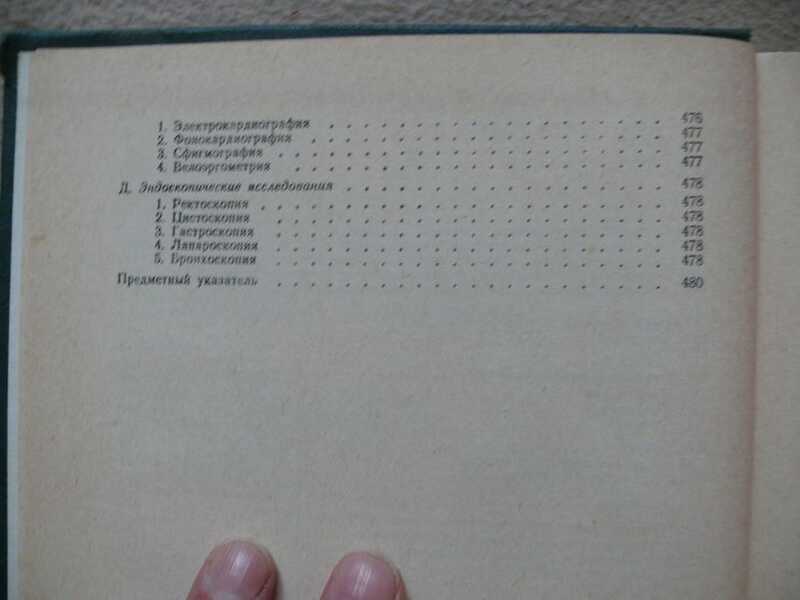 1. Электрокардиография . . . . . . . . . . . . . . . . . 476
2. Фонокардиография . . . . . . . . . . . . . . . . . 477
3. Сфигмография . . . . . . . . . . . . . . . . . . . 477
4. Велоэргометрия . . . . . . . . . . . . . . . . . . . 477
Д. Эндоскопические исследования . . . . . . . . . . . . . . . . 478
1. Ректоскопия . . . . . . . . . . . . . . . . . . . . 478
2. Цистоскопия . . . . . . . . . . . . . . . . . . . 478
3. Гастроскопия . . . . . . . . . . . . . . . . . . . 478
4. Лапароскопия . . . . . . . . . . . . . . . . . . . 478
5. Бронхоскопия . . . . . . . . . . . . . . . . . . . 478
Предметный указатель . . . . . . . . . . . . . . . . . . . 480